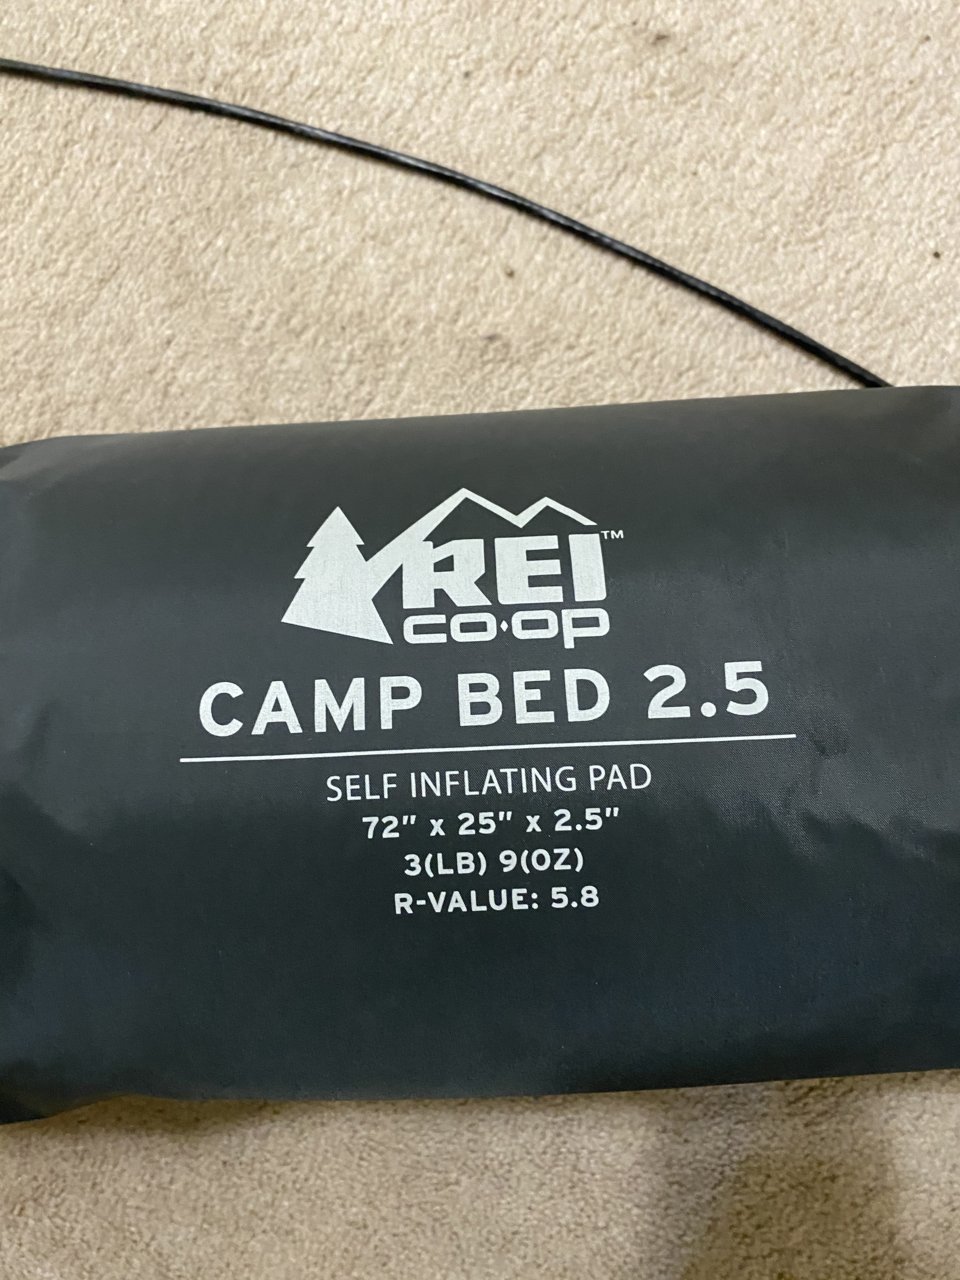 REI™
CO·OP
CAMP BED 2.5
SELF INFLATING PAD
72" x 25" x 2.5"
3(LB) 9(OZ)
R-VALUE: 5.8